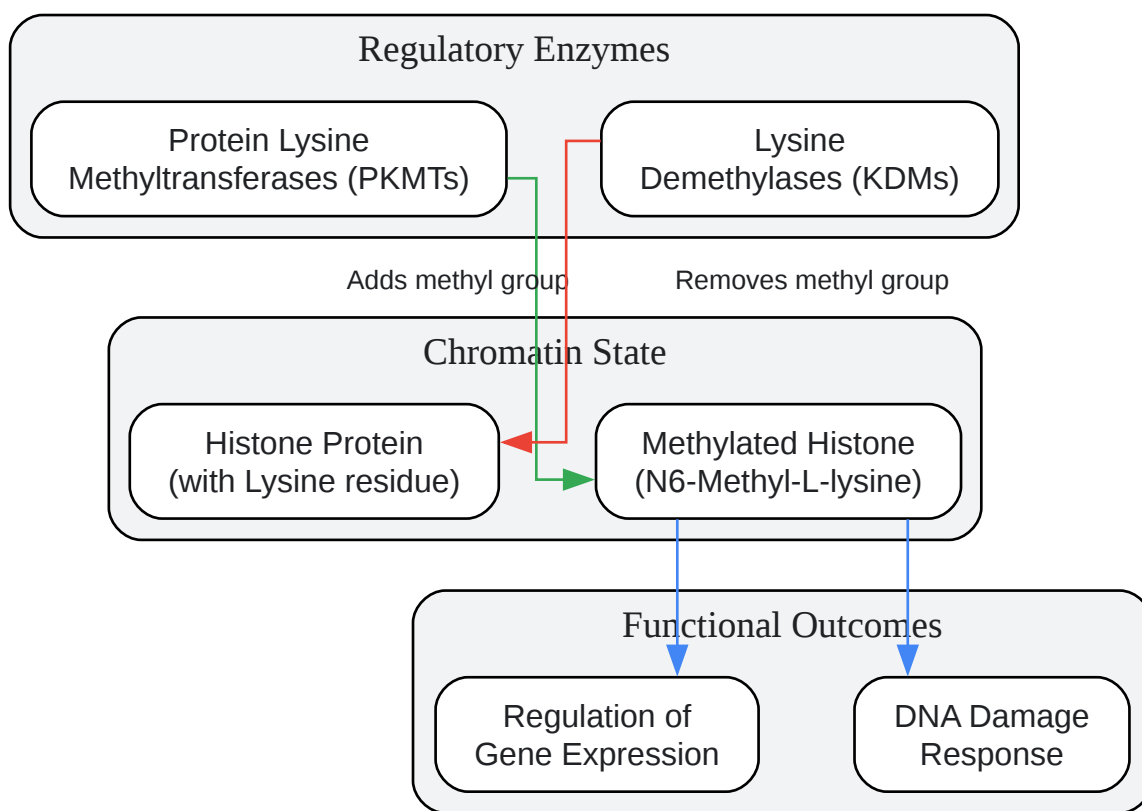 Regulatory Enzymes
Protein Lysine
Methyltransferases (PKMTs)
Lysine
Demethylases (KDMs)
Adds methyl group
Removes methyl group
Chromatin State
Histone Protein
(with Lysine residue)
Methylated Histone
(N6-Methyl-L-lysine)
Functional Outcomes
Regulation of
Gene Expression
DNA Damage
Response